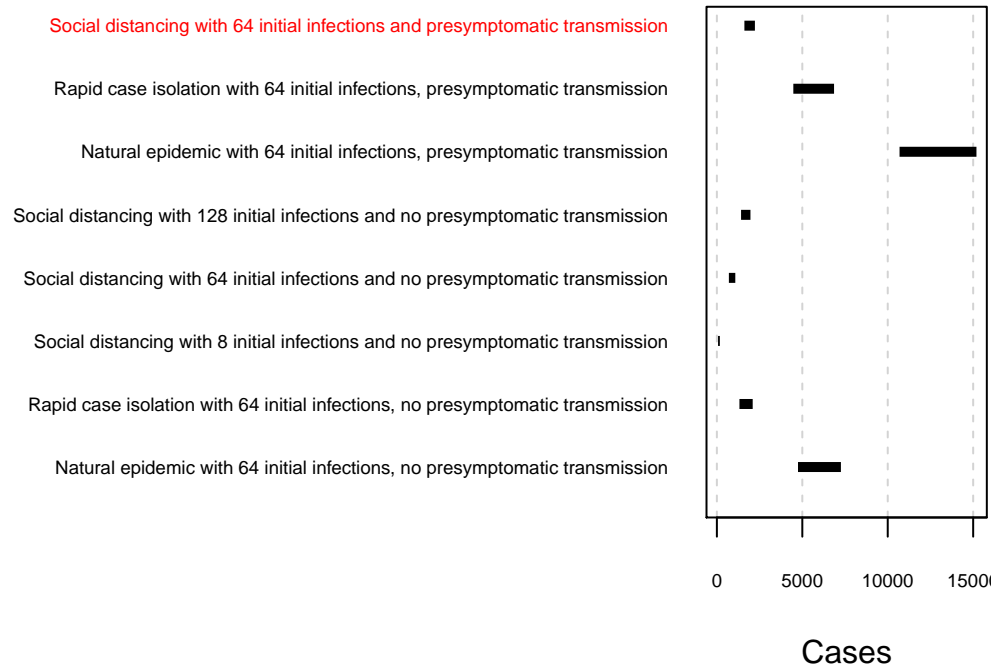 Social distancing with 64 initial infections and presymptomatic transmission
Rapid case isolation with 64 initial infections, presymptomatic transmission
Natural epidemic with 64 initial infections, presymptomatic transmission
Social distancing with 128 initial infections and no presymptomatic transmission
Social distancing with 64 initial infections and no presymptomatic transmission
Social distancing with 8 initial infections and no presymptomatic transmission
Rapid case isolation with 64 initial infections, no presymptomatic transmission
Natural epidemic with 64 initial infections, no presymptomatic transmission
0 5000 10000 15000
Cases